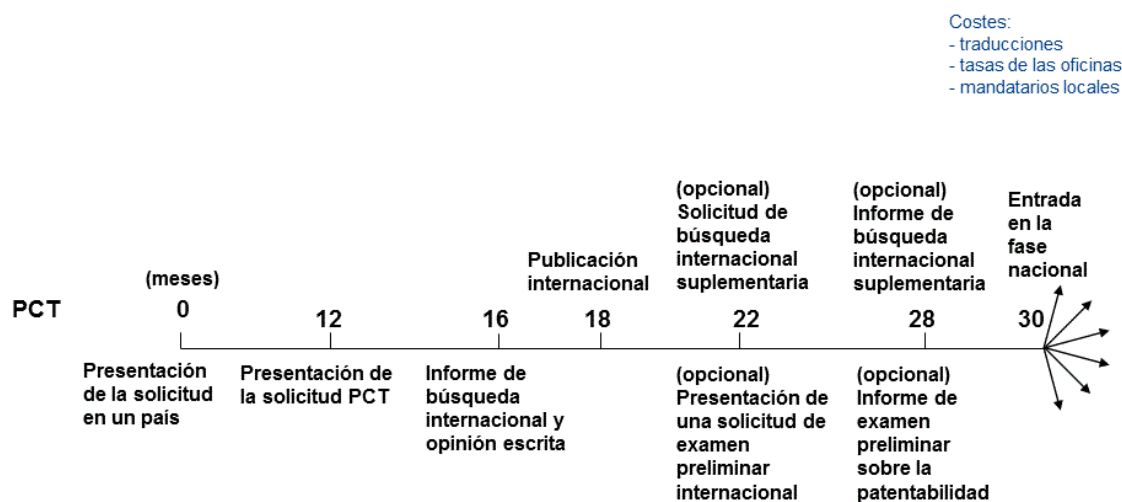 Costes:
- traducciones
- tasas de las oficinas
- mandatarios locales
(opcional)
Solicitud de
búsqueda
internacional
suplementaria
(opcional)
Informe de
búsqueda
internacional
suplementaria
Entrada
en la
fase
nacional
Publicación
internacional
(meses)
PCT
0
12
16
18
22
28
30
Presentación
de la solicitud
en un país
Presentación de
la solicitud PCT
Informe de
búsqueda
internacional y
opinión escrita
(opcional)
Presentación de
una solicitud de
examen
preliminar
internacional
(opcional)
Informe de
examen
preliminar
sobre la
patentabilidad